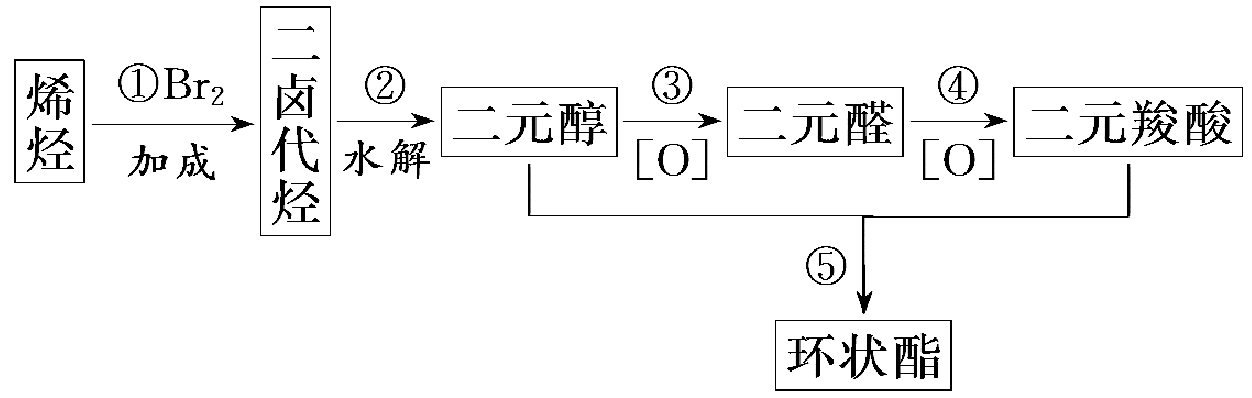 烯烃
①Br₂
加成
二卤代烃
②
水解
二元醇
③
[O]
二元醛
④
[O]
二元羧酸
⑤
环状酯